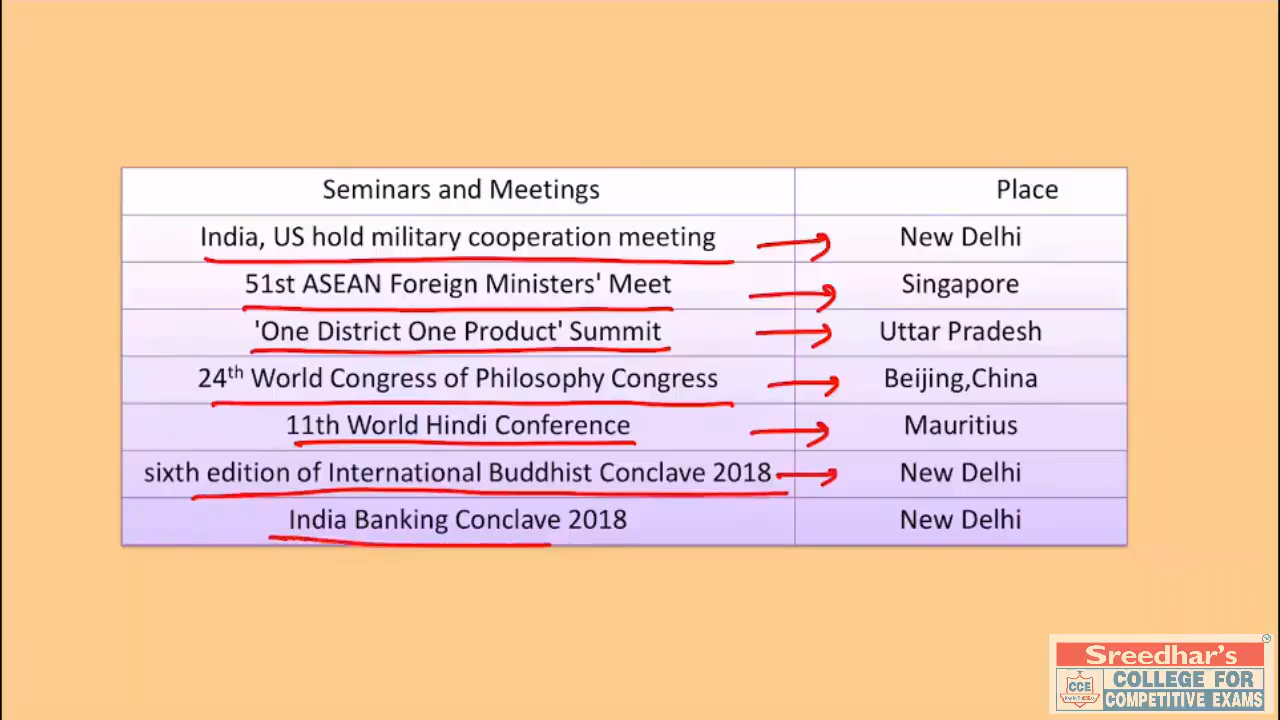 Seminars and Meetings Place
India, US hold military cooperation meeting New Delhi
51st ASEAN Foreign Ministers' Meet Singapore
'One District One Product' Summit Uttar Pradesh
24th World Congress of Philosophy Congress Beijing,China
11th World Hindi Conference Mauritius
sixth edition of International Buddhist Conclave 2018 New Delhi
India Banking Conclave 2018 New Delhi
Sreedhar's
CCE COLLEGE FOR
COMPETITIVE EXAMS